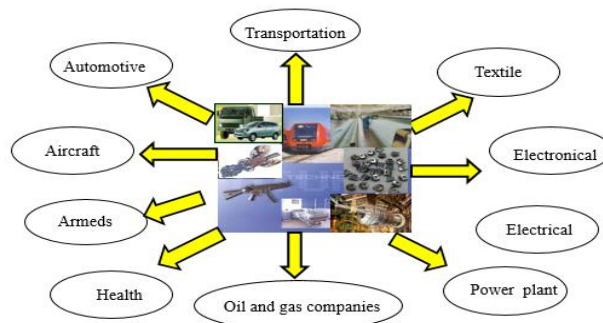 Transportation
Automotive
Textile
Aircraft
Electronical
Armeds
Electrical
Health
Power plant
Oil and gas companies